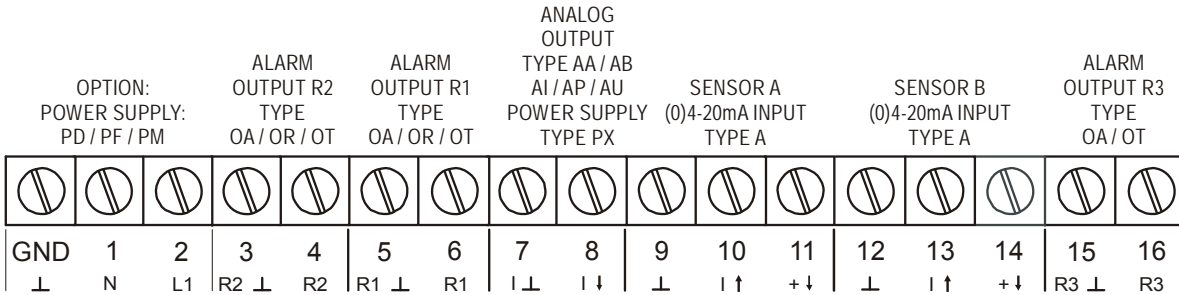 OPTION:
POWER SUPPLY:
PD / PF / PM
ALARM
OUTPUT R2
TYPE
OA / OR / OT
ALARM
OUTPUT R1
TYPE
OA / OR / OT
ANALOG
OUTPUT
TYPE AA / AB
AI / AP / AU
POWER SUPPLY
TYPE PX
SENSOR A
(0)4-20mA INPUT
TYPE A
SENSOR B
(0)4-20mA INPUT
TYPE A
ALARM
OUTPUT R3
TYPE
OA / OT
GND 1 2 3 4 5 6 7 8 9 10 11 12 13 14 15 16
⊥ N L1 R2 ⊥ R2 R1 ⊥ R1 I ⊥ I ↓ ⊥ I ↑ + ↓ ⊥ I ↑ + ↓ R3 ⊥ R3